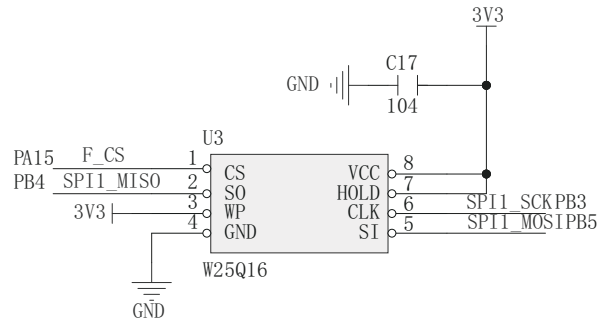 3V3
C17
GND
104
U3
PA15 F_CS 1 CS VCC 8
PB4 SPI1_MISO 2 SO HOLD 7
3V3 3 WP CLK 6 SPI1_SCKPB3
4 GND SI 5 SPI1_MOSIPB5
W25Q16
GND